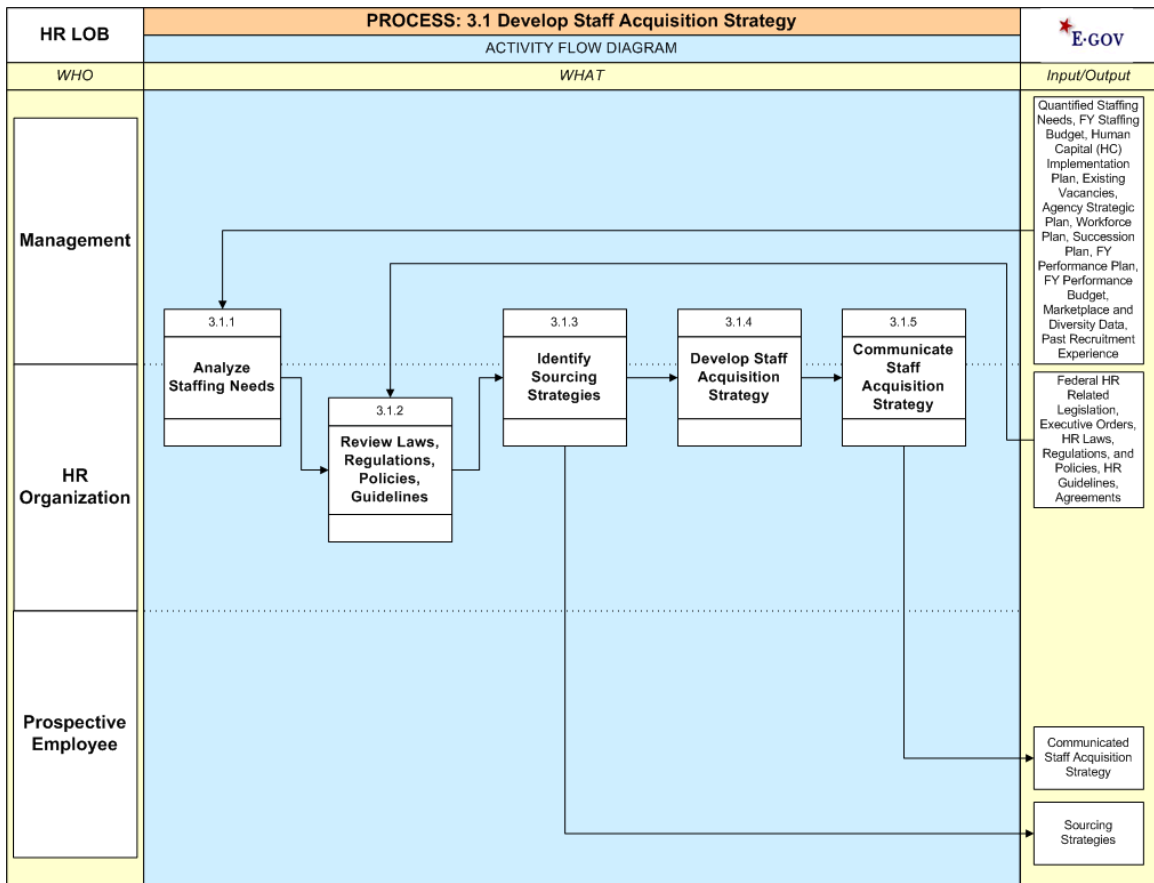 HR LOB
PROCESS: 3.1 Develop Staff Acquisition Strategy
ACTIVITY FLOW DIAGRAM
E-GOV
WHO
WHAT
Input/Output
Management
HR
Organization
Prospective
Employee
3.1.1
Analyze
Staffing Needs
3.1.2
Review Laws,
Regulations,
Policies,
Guidelines
3.1.3
Identify
Sourcing
Strategies
3.1.4
Develop Staff
Acquisition
Strategy
3.1.5
Communicate
Staff
Acquisition
Strategy
Quantified Staffing
Needs, FY Staffing
Budget, Human
Capital (HC)
Implementation
Plan, Existing
Vacancies,
Agency Strategic
Plan, Workforce
Plan, Succession
Plan, FY
Performance Plan,
FY Performance
Budget,
Marketplace and
Diversity Data,
Past Recruitment
Experience
Federal HR
Related
Legislation,
Executive Orders,
HR Laws,
Regulations, and
Policies, HR
Guidelines,
Agreements
Communicated
Staff Acquisition
Strategy
Sourcing
Strategies